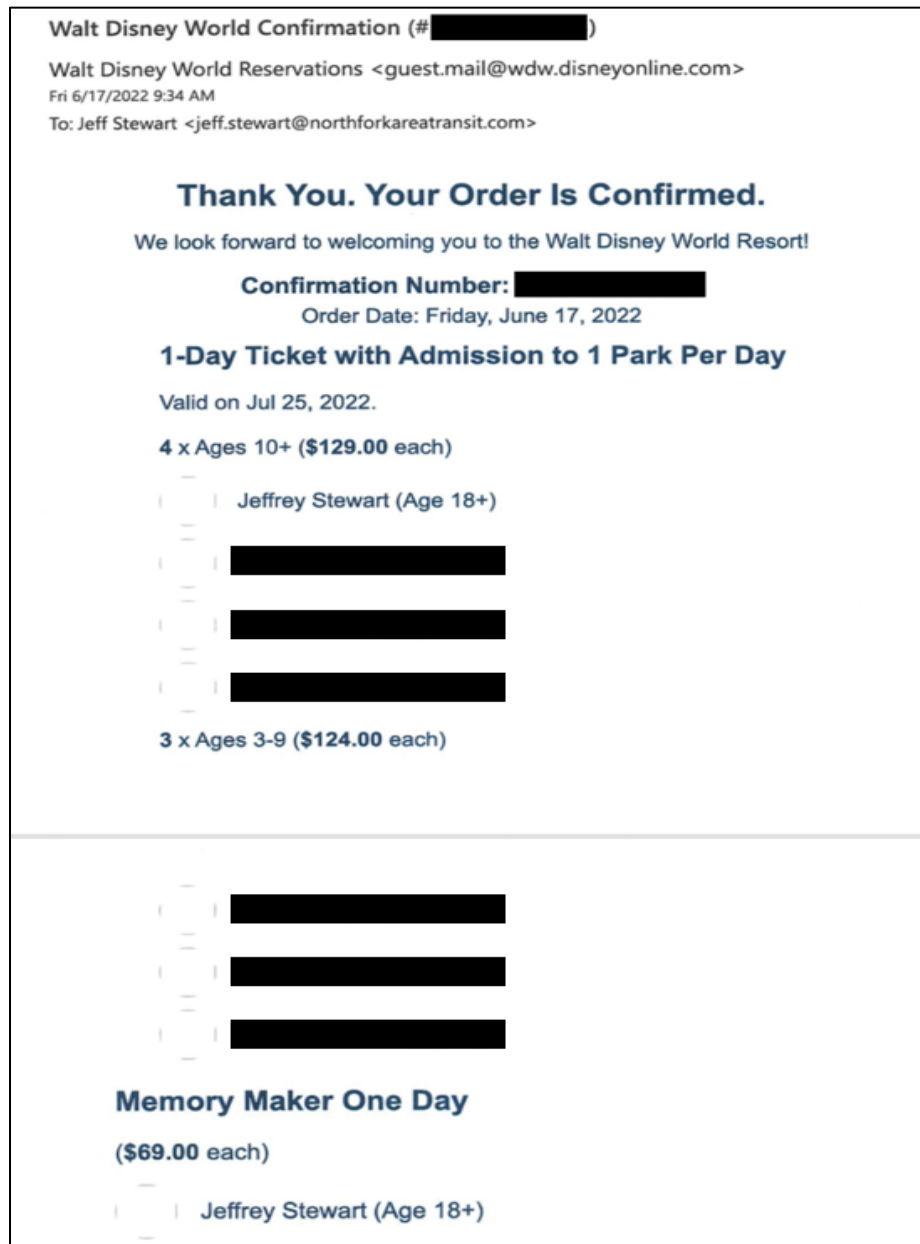 Walt Disney World Confirmation (#)
Walt Disney World Reservations <guest.mail@wdw.disneyonline.com>
Fri 6/17/2022 9:34 AM
To: Jeff Stewart <jeff.stewart@northforkareatransit.com>
Thank You. Your Order Is Confirmed.
We look forward to welcoming you to the Walt Disney World Resort!
Confirmation Number:
Order Date: Friday, June 17, 2022
1-Day Ticket with Admission to 1 Park Per Day
Valid on Jul 25, 2022.
4 x Ages 10+ ($129.00 each)
Jeffrey Stewart (Age 18+)
3 x Ages 3-9 ($124.00 each)
Memory Maker One Day
($69.00 each)
Jeffrey Stewart (Age 18+)